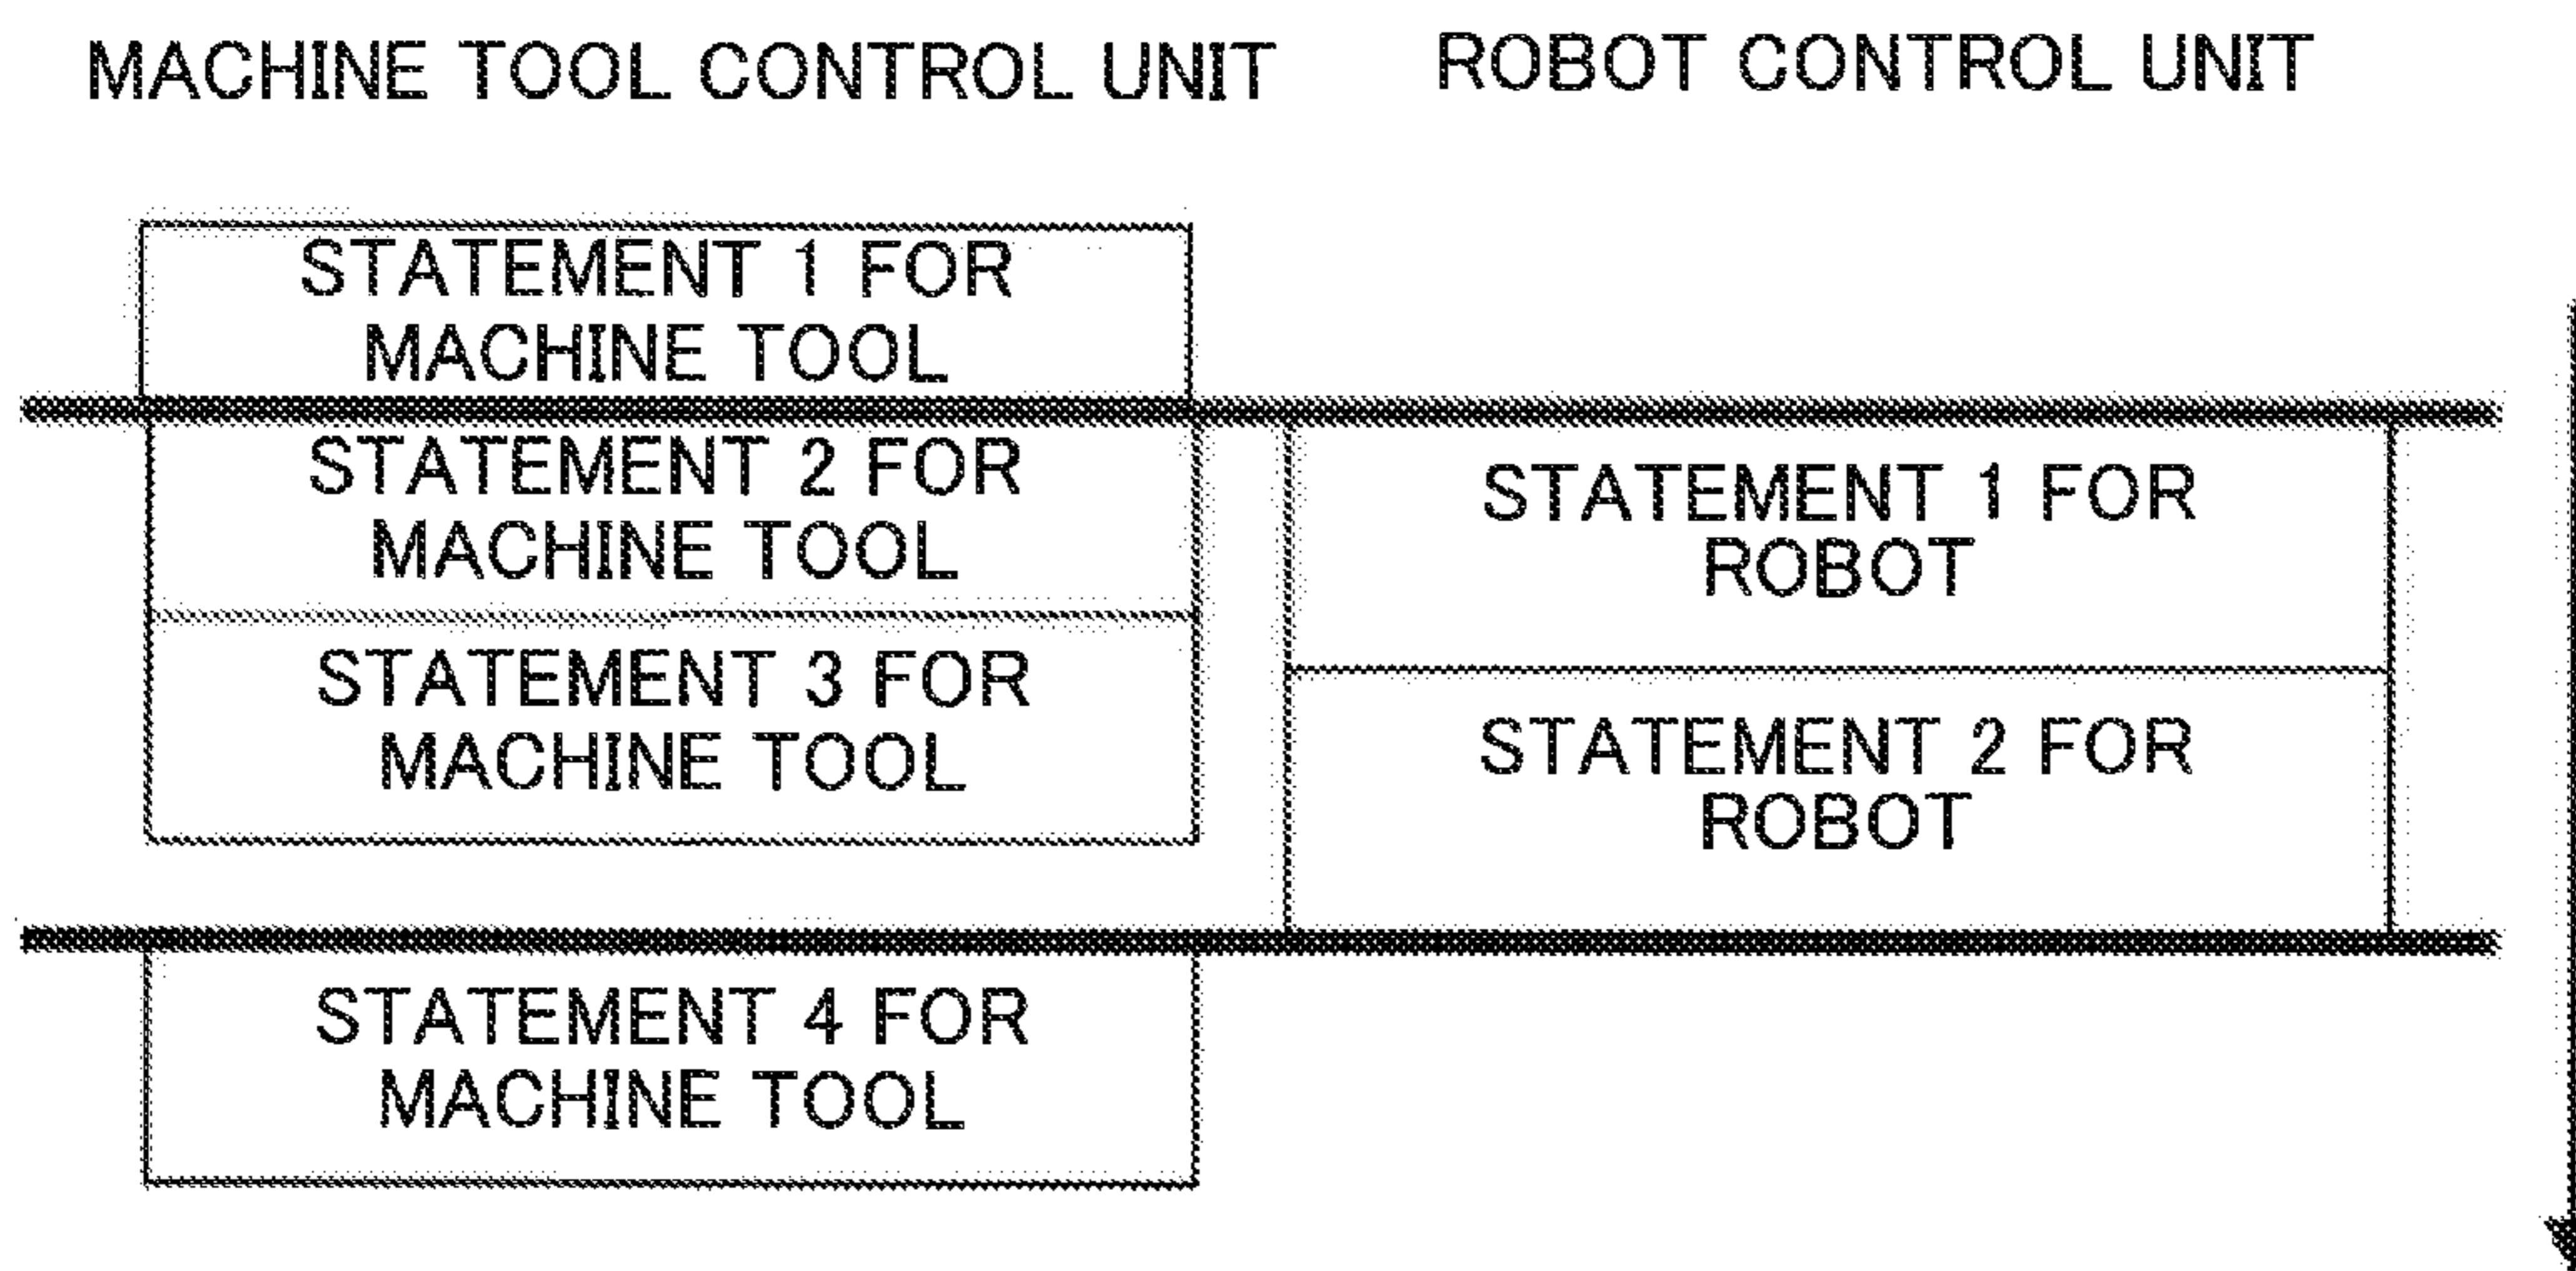 MACHINE TOOL CONTROL UNIT
ROBOT CONTROL UNIT
STATEMENT 1 FOR
MACHINE TOOL
STATEMENT 2 FOR
MACHINE TOOL
STATEMENT 3 FOR
MACHINE TOOL
STATEMENT 4 FOR
MACHINE TOOL
STATEMENT 1 FOR
ROBOT
STATEMENT 2 FOR
ROBOT